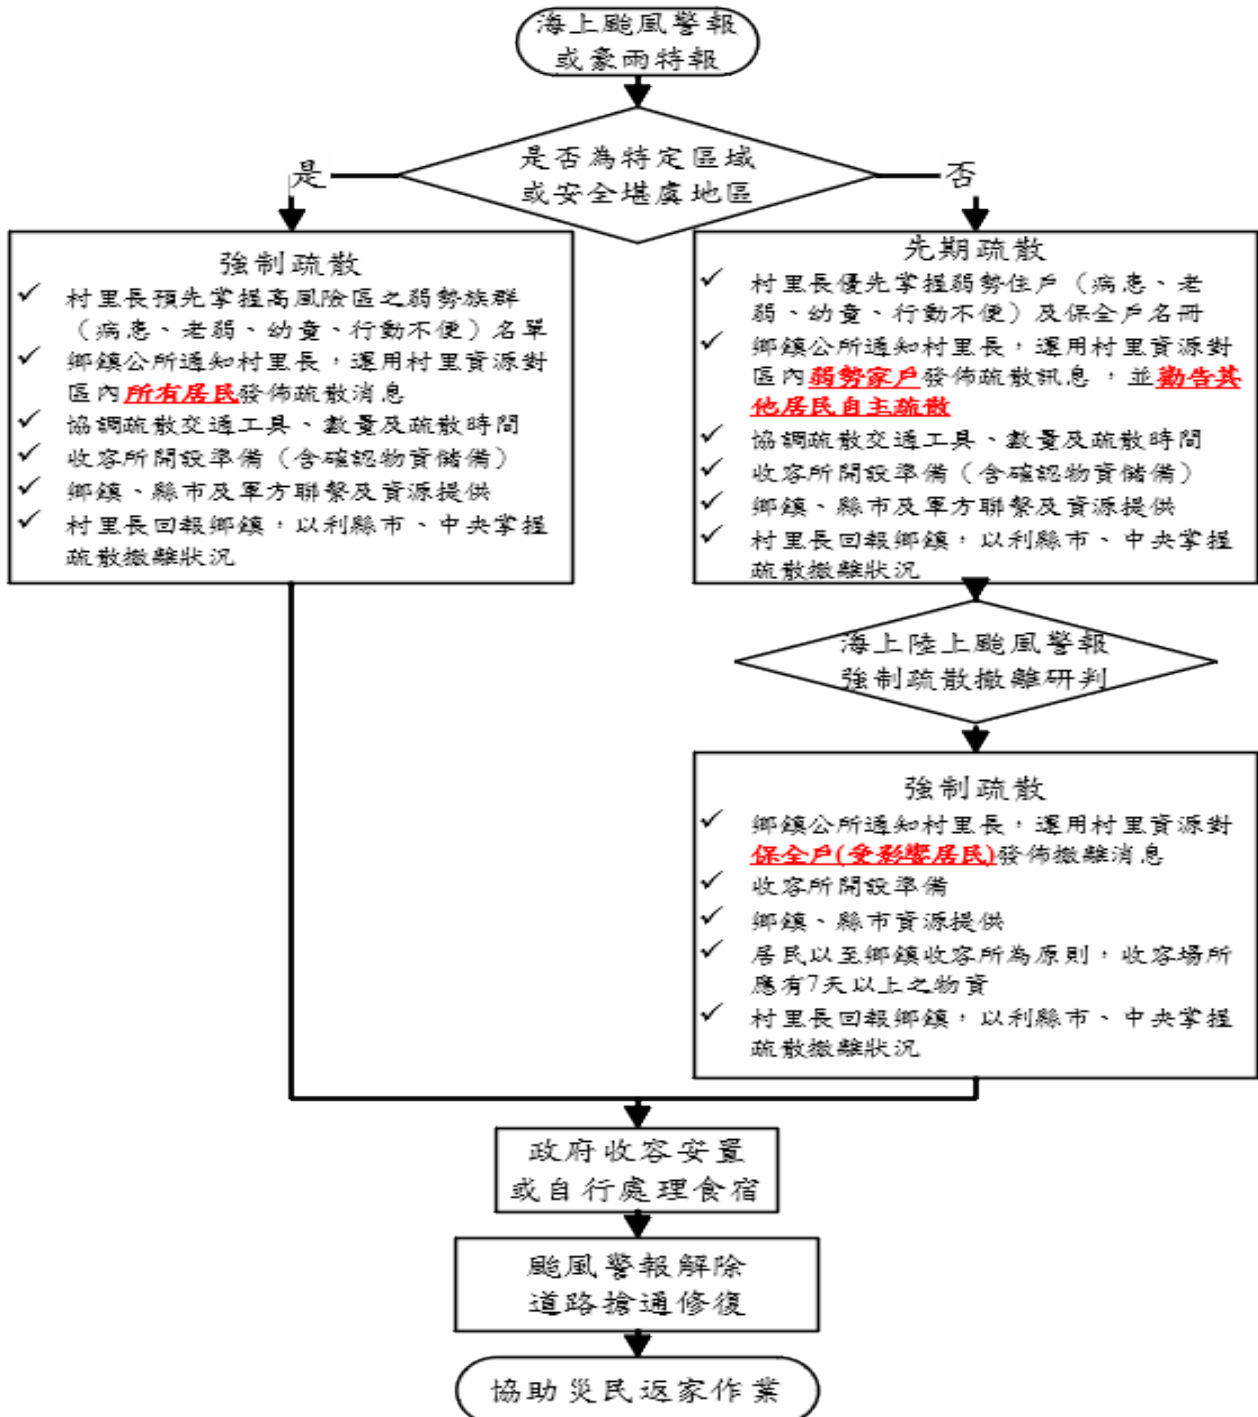 海上颱風警報
或豪雨特報
是否為特定區域
或安全堪虞地區
是
否
強制疏散
✓ 村里長預先掌握高風險區之弱勢族群
（病患、老弱、幼童、行動不便）名單
✓ 鄉鎮公所通知村里長，運用村里資源對
區內所有居民發佈疏散消息
✓ 協調疏散交通工具、數量及疏散時間
✓ 收容所開設準備（含確認物資儲備）
✓ 鄉鎮、縣市及軍方聯繫及資源提供
✓ 村里長回報鄉鎮，以利縣市、中央掌握
疏散撤離狀況
先期疏散
✓ 村里長優先掌握弱勢住戶（病患、老
弱、幼童、行動不便）及保全戶名冊
✓ 鄉鎮公所通知村里長，運用村里資源對
區內弱勢家戶發佈疏散訊息，並勸告其
他居民自主疏散
✓ 協調疏散交通工具、數量及疏散時間
✓ 收容所開設準備（含確認物資儲備）
✓ 鄉鎮、縣市及軍方聯繫及資源提供
✓ 村里長回報鄉鎮，以利縣市、中央掌握
疏散撤離狀況
海上陸上颱風警報
強制疏散撤離研判
強制疏散
✓ 鄉鎮公所通知村里長，運用村里資源對
保全戶(受影響居民)發佈撤離消息
✓ 收容所開設準備
✓ 鄉鎮、縣市資源提供
✓ 居民以至鄉鎮收容所為原則，收容場所
應有7天以上之物資
✓ 村里長回報鄉鎮，以利縣市、中央掌握
疏散撤離狀況
政府收容安置
或自行處理食宿
颱風警報解除
道路搶通修復
協助災民返家作業